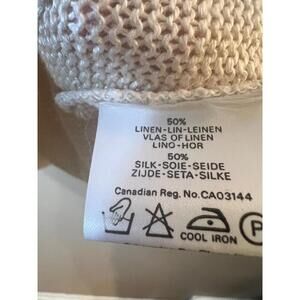 50%
LINEN-LIN-LEINEN
VLAS OF LINEN
LINO-HOR
50%
SILK-SOIE-SEIDE
ZIJDE-SETA-SILKE
Canadian Reg. No.CA03144
COOL IRON
P